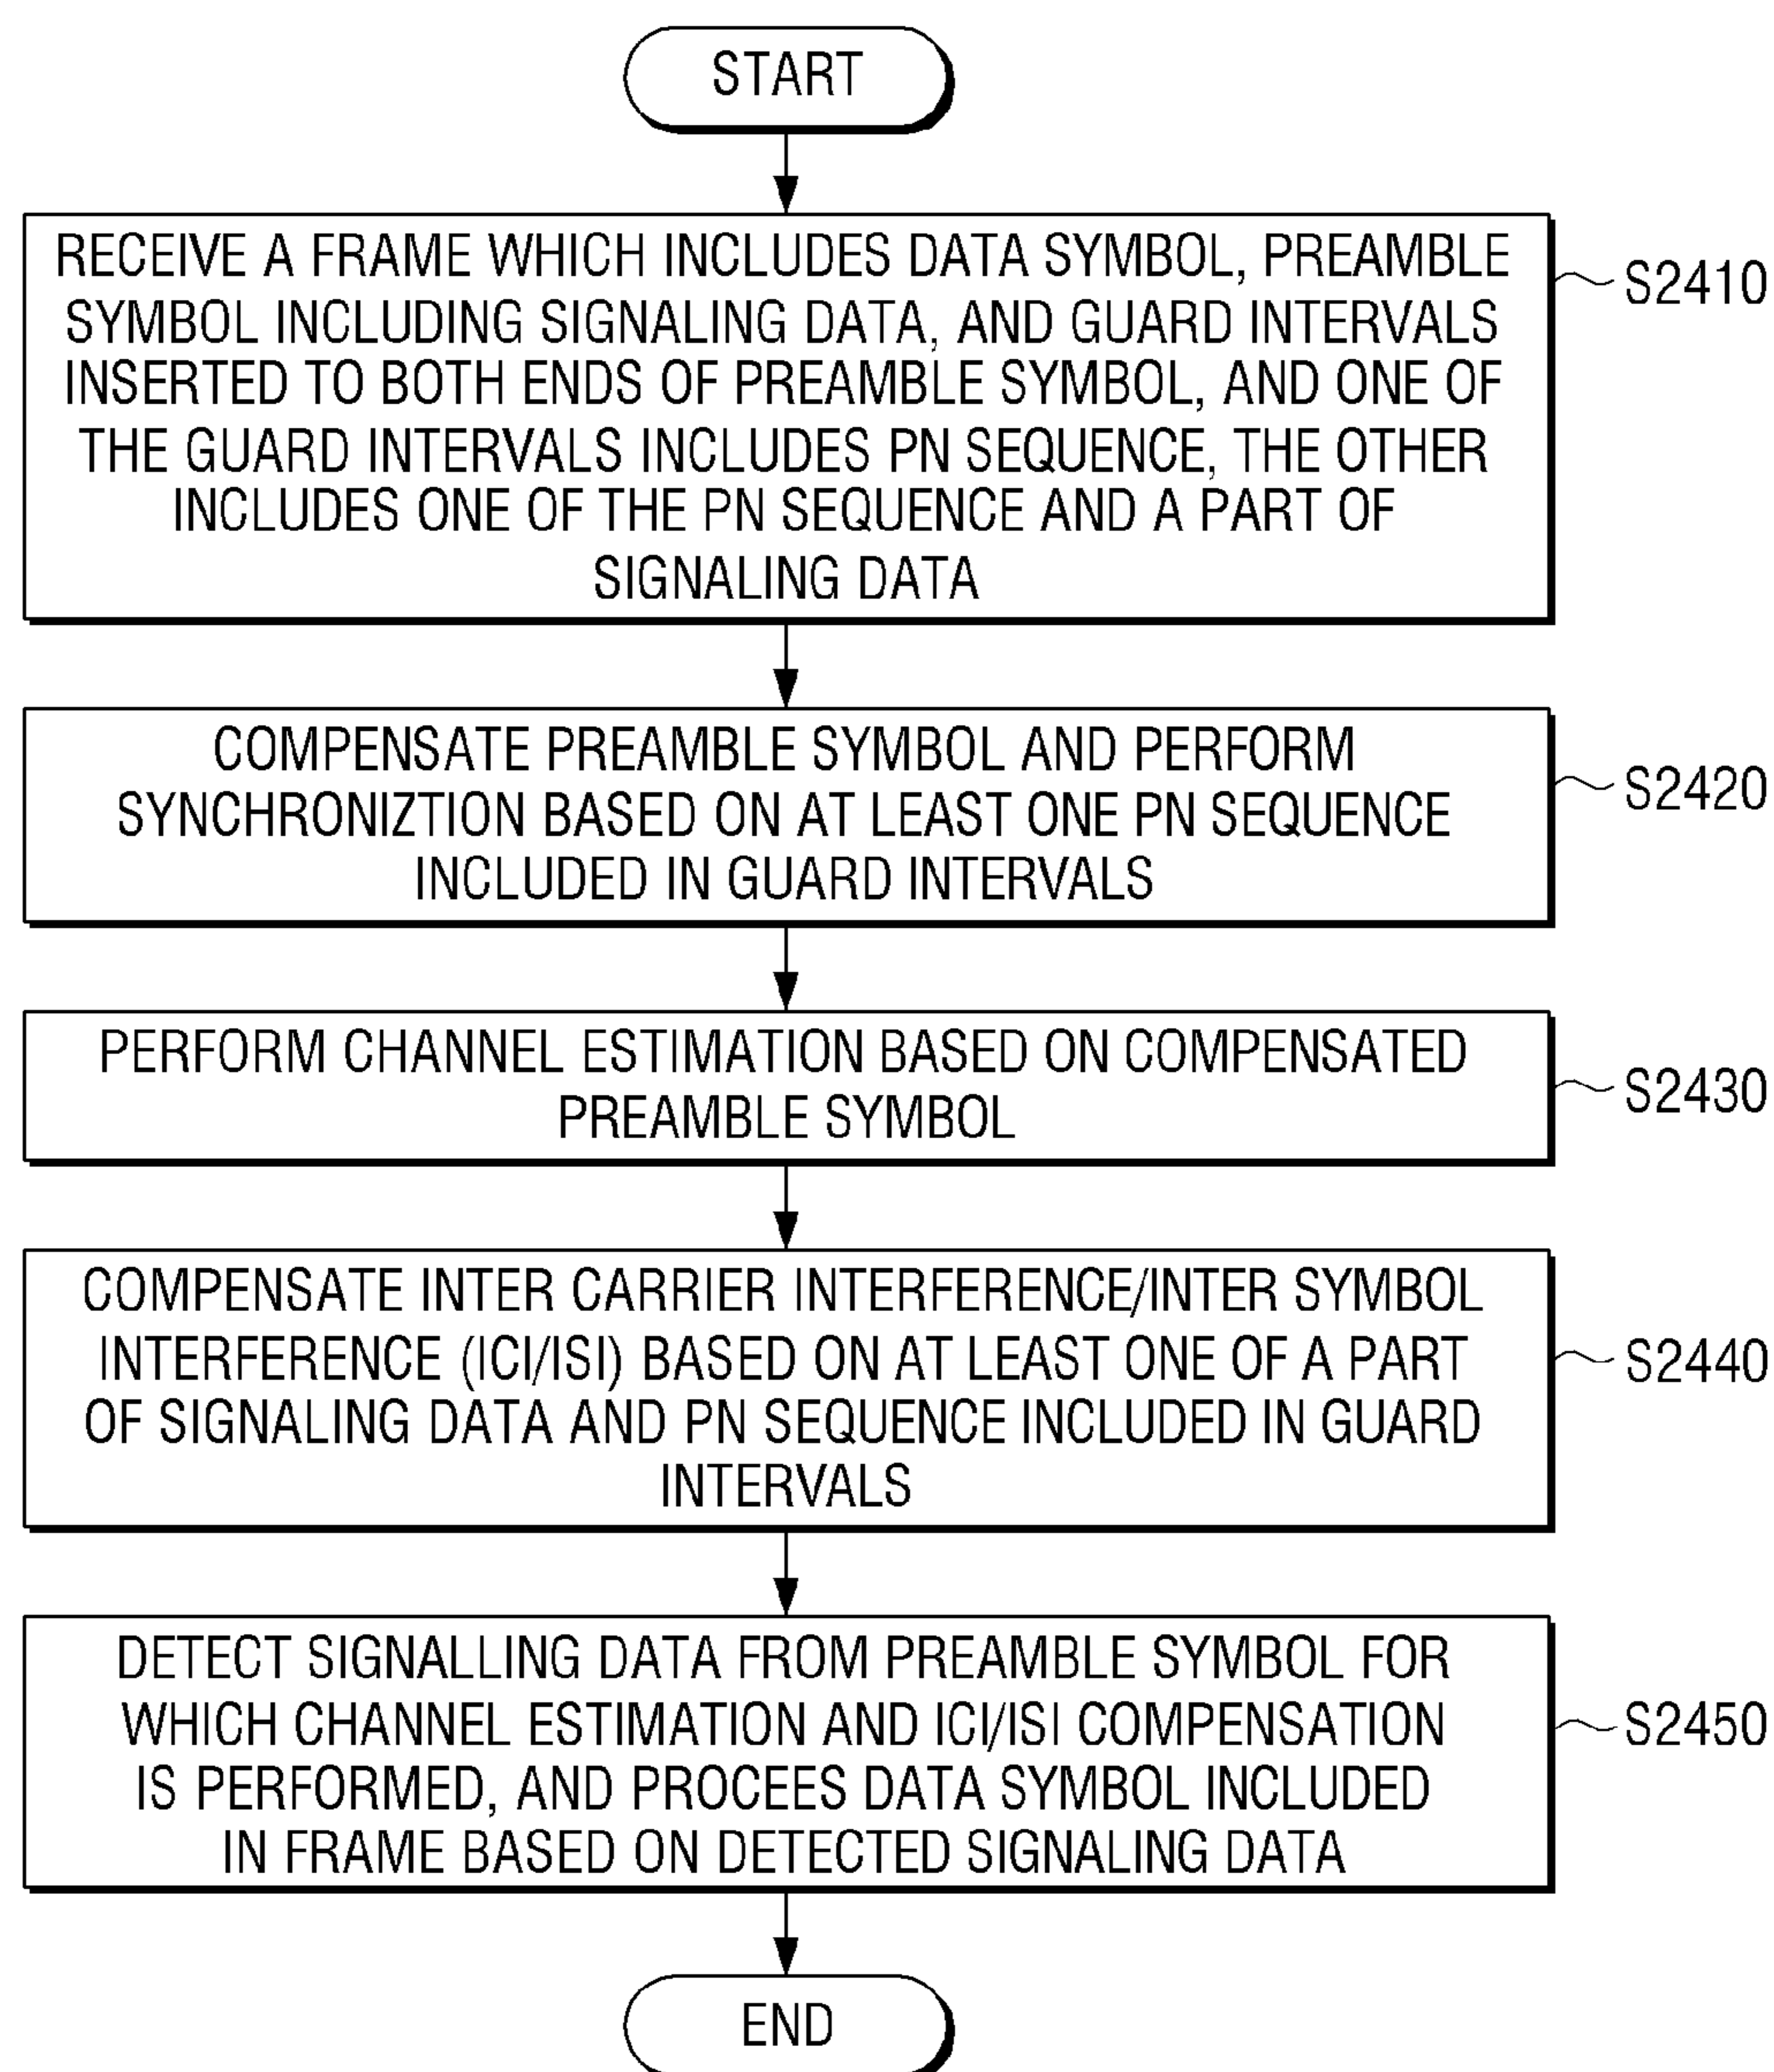 START
RECEIVE A FRAME WHICH INCLUDES DATA SYMBOL, PREAMBLE
SYMBOL INCLUDING SIGNALING DATA, AND GUARD INTERVALS
INSERTED TO BOTH ENDS OF PREAMBLE SYMBOL, AND ONE OF
THE GUARD INTERVALS INCLUDES PN SEQUENCE, THE OTHER
INCLUDES ONE OF THE PN SEQUENCE AND A PART OF
SIGNALING DATA
S2410
COMPENSATE PREAMBLE SYMBOL AND PERFORM
SYNCHRONIZTION BASED ON AT LEAST ONE PN SEQUENCE
INCLUDED IN GUARD INTERVALS
S2420
PERFORM CHANNEL ESTIMATION BASED ON COMPENSATED
PREAMBLE SYMBOL
S2430
COMPENSATE INTER CARRIER INTERFERENCE/INTER SYMBOL
INTERFERENCE (ICI/ISI) BASED ON AT LEAST ONE OF A PART
OF SIGNALING DATA AND PN SEQUENCE INCLUDED IN GUARD
INTERVALS
S2440
DETECT SIGNALLING DATA FROM PREAMBLE SYMBOL FOR
WHICH CHANNEL ESTIMATION AND ICI/ISI COMPENSATION
IS PERFORMED, AND PROCEES DATA SYMBOL INCLUDED
IN FRAME BASED ON DETECTED SIGNALING DATA
S2450
END